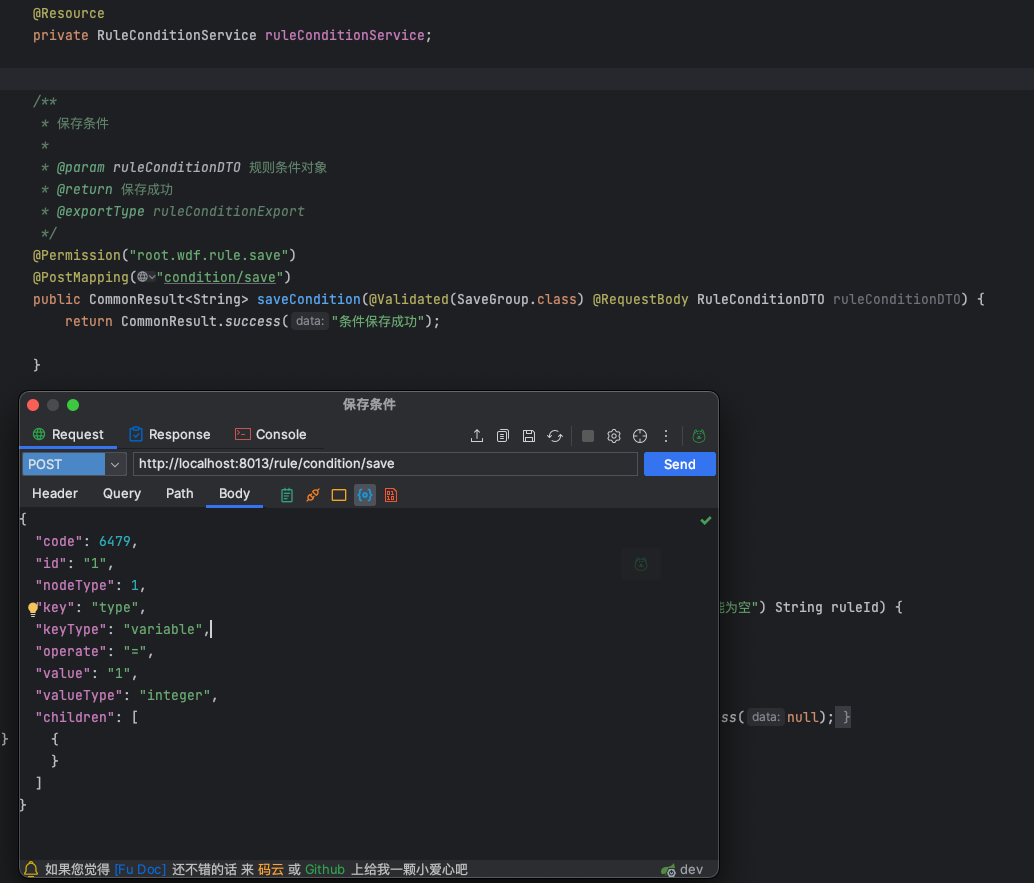 @Resource
private RuleConditionService ruleConditionService;
/**
* 保存条件
*
* @param ruleConditionDTO 规则条件对象
* @return 保存成功
* @exportType ruleConditionExport
*/
@Permission("root.wdf.rule.save")
@PostMapping("condition/save")
public CommonResult<String> saveCondition(@Validated(SaveGroup.class) @RequestBody RuleConditionDTO ruleConditionDTO) {
return CommonResult.success( data: "条件保存成功");
}
保存条件
Request Response Console
POST http://localhost:8013/rule/condition/save Send
Header Query Path Body
{
"code": 6479,
"id": "1",
"nodeType": 1,
"key": "type",
能为空") String ruleId) {
"keyType": "variable",
"operate": "=",
"value": "1",
"valueType": "integer",
"children": [
ss( data: null); }
} {
}
]
}
如果您觉得 [Fu Doc] 还不错的话 来 码云 或 Github 上给我一颗小爱心吧 dev